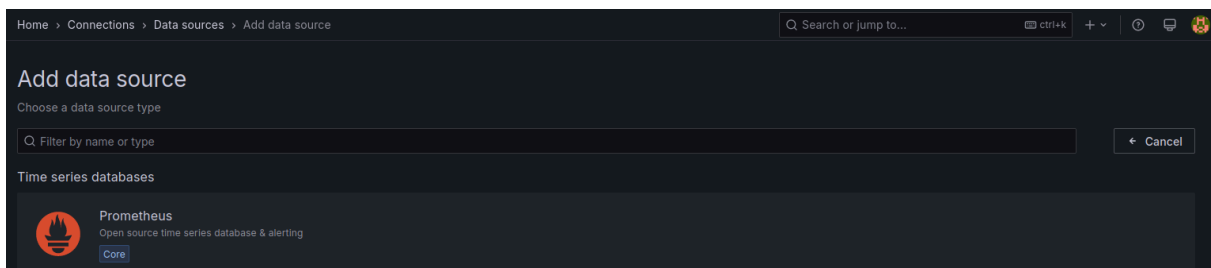 Home › Connections › Data sources › Add data source
Search or jump to...
ctrl+k
Add data source
Choose a data source type
Filter by name or type
Cancel
Time series databases
Prometheus
Open source time series database & alerting
Core